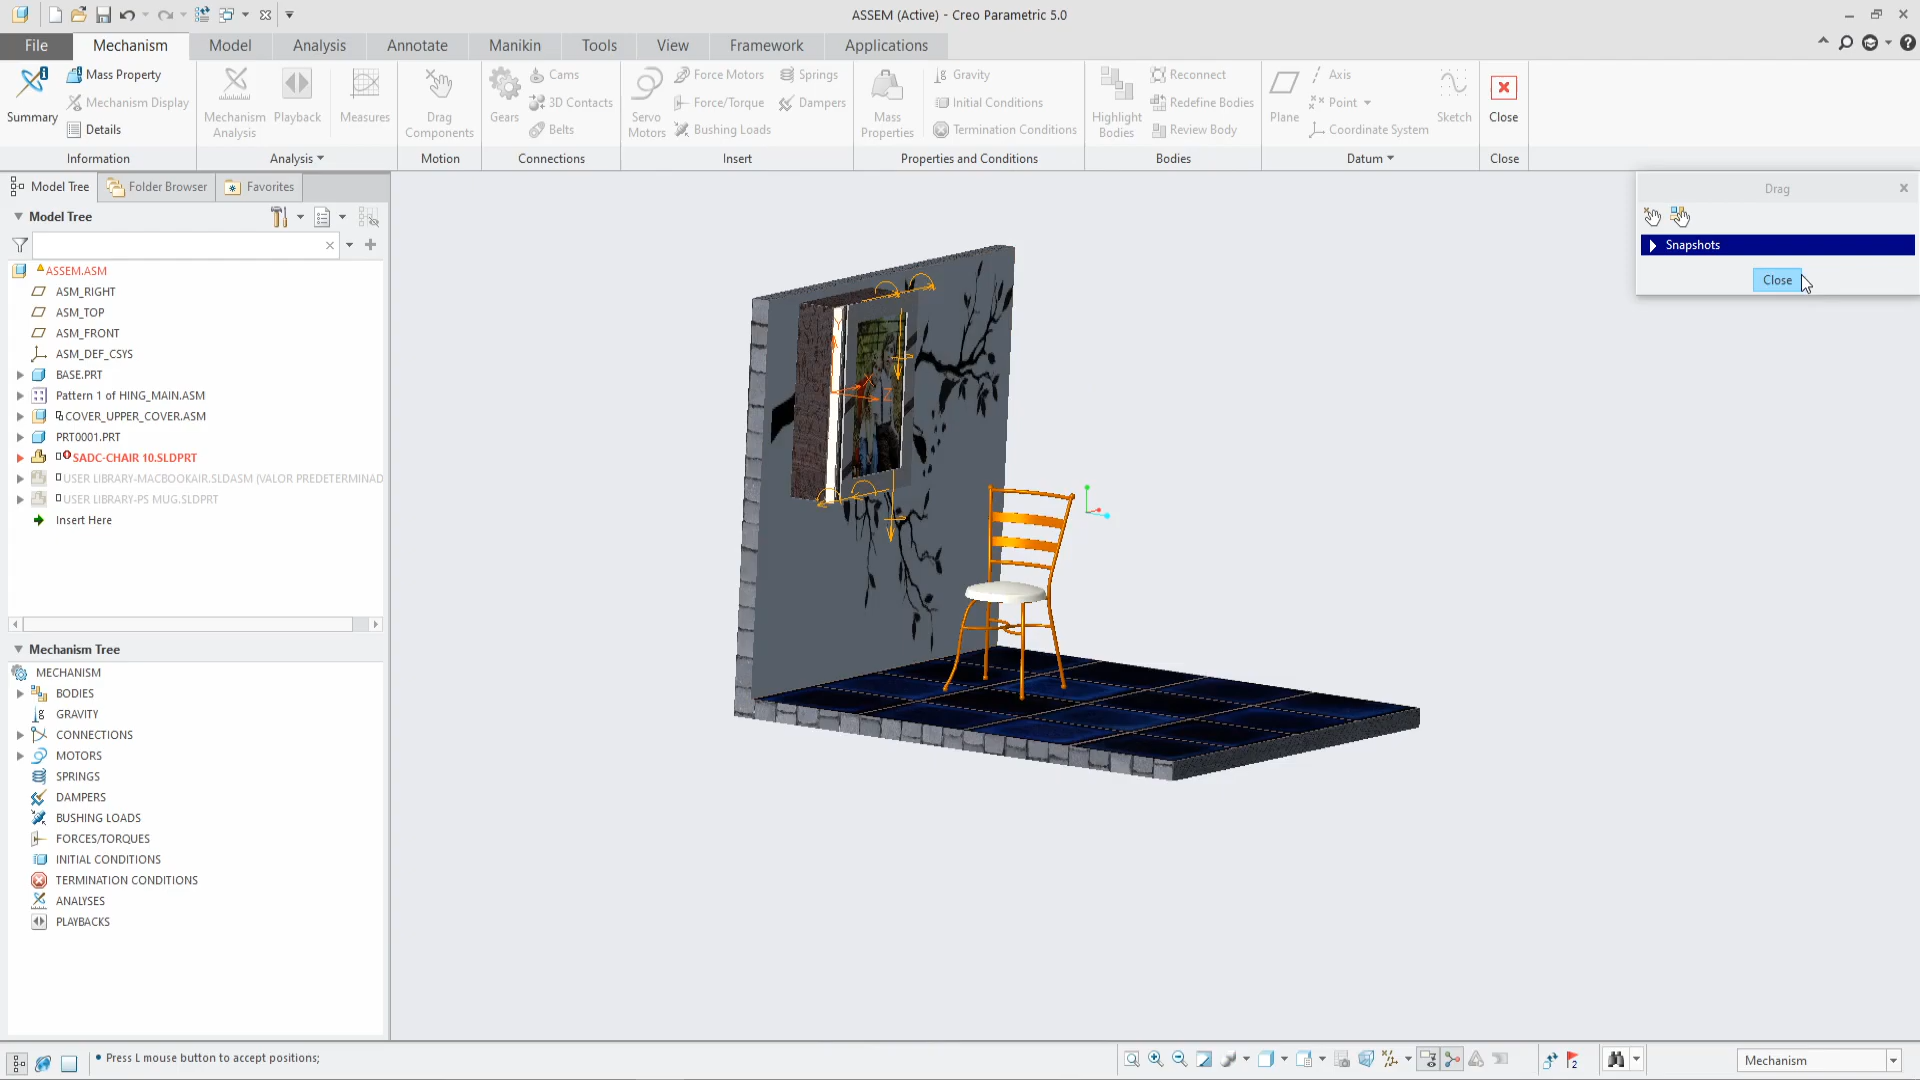 ASSEM (Active) - Creo Parametric 5.0
File Mechanism Model Analysis Annotate Manikin Tools View Framework Applications
Summary
Mass Property
Mechanism Display
Details
Information
Mechanism Analysis
Playback
Measures
Analysis
Drag Components
Motion
Gears
Cams
3D Contacts
Belts
Connections
Servo Motors
Force Motors
Force/Torque
Bushing Loads
Springs
Dampers
Insert
Mass Properties
Gravity
Initial Conditions
Termination Conditions
Properties and Conditions
Highlight Bodies
Reconnect
Redefine Bodies
Review Body
Bodies
Plane
Axis
Point
Coordinate System
Sketch
Datum
Close
Close
Model Tree Folder Browser Favorites
Model Tree
ASSEM.ASM
ASM_RIGHT
ASM_TOP
ASM_FRONT
ASM_DEF_CSYS
BASE.PRT
Pattern 1 of HING_MAIN.ASM
COVER_UPPER_COVER.ASM
PRT0001.PRT
SADC-CHAIR 10.SLDPRT
USER LIBRARY-MACBOOKAIR.SLDASM (VALOR PREDETERMINAD
USER LIBRARY-PS MUG.SLDPRT
Insert Here
Mechanism Tree
MECHANISM
BODIES
GRAVITY
CONNECTIONS
MOTORS
SPRINGS
DAMPERS
BUSHING LOADS
FORCES/TORQUES
INITIAL CONDITIONS
TERMINATION CONDITIONS
ANALYSES
PLAYBACKS
Drag
Snapshots
Close
Y
X
Z
• Press L mouse button to accept positions;
2
Mechanism